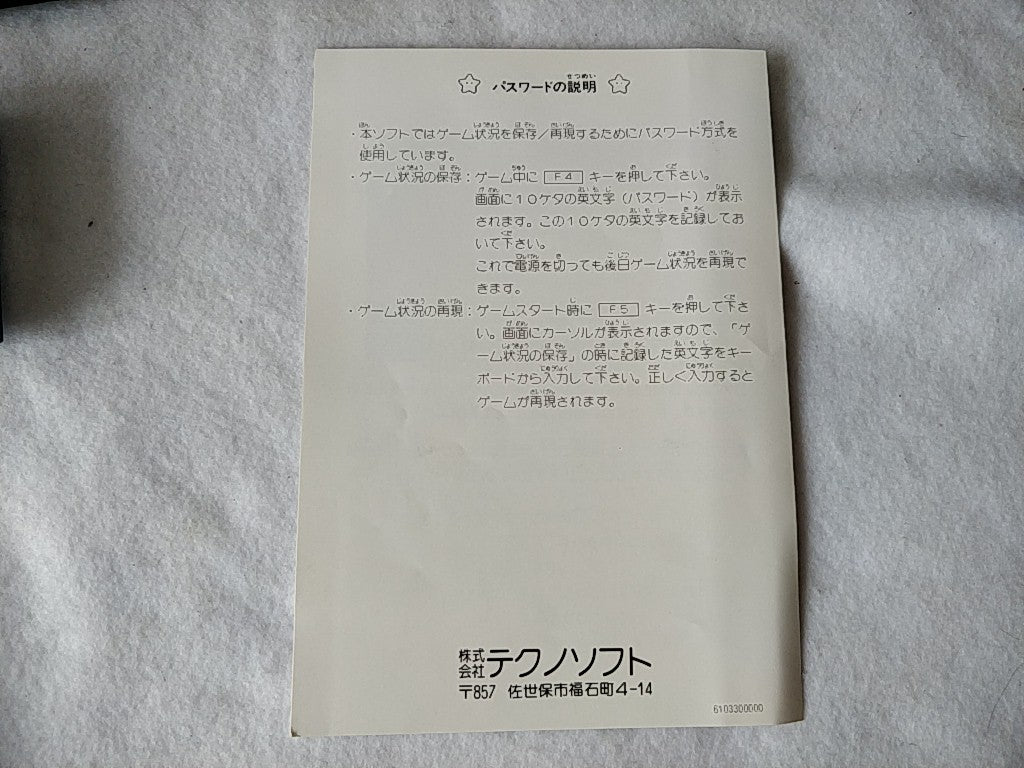 ☆ パスワードの説明 ☆
・本ソフトではゲーム状況を保存/再現するためにパスワード方式を
使用しています。
・ゲーム状況の保存:ゲーム中に F4 キーを押して下さい。
画面に10ケタの英文字(パスワード)が表示
されます。この10ケタの英文字を記録してお
いて下さい。
これで電源を切っても後日ゲーム状況を再現で
きます。
・ゲーム状況の再現:ゲームスタート時に F5 キーを押して下さ
い。画面にカーソルが表示されますので、「ゲ
ーム状況の保存」の時に記録した英文字をキー
ボードから入力して下さい。正しく入力すると
ゲームが再現されます。
株式会社テクノソフト
〒857 佐世保市福石町4-14
6103300000